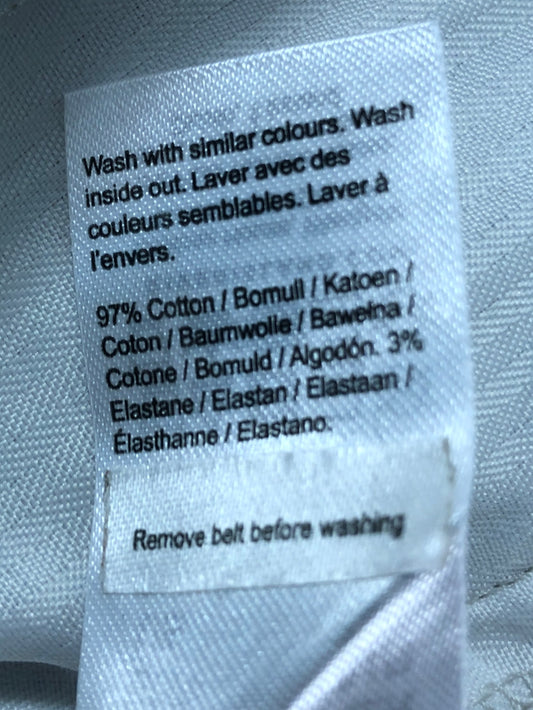 Wash with similar colours. Wash
inside out. Laver avec des
couleurs semblables. Laver à
l'envers.
97% Cotton / Bomull / Katoen /
Coton / Baumwolle / Bawełna /
Cotone / Bomuld / Algodón. 3%
Elastane / Elastan / Elastaan /
Élasthanne / Elastano.
Remove belt before washing